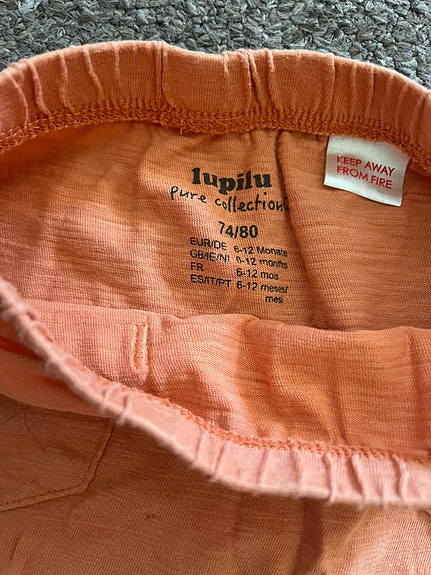 lupilu
pure collection
74/80
EUR/DE 6-12 Monate
GB/IE/NI 6-12 months
FR 6-12 mois
ES/IT/PT 6-12 meses/
mesi
KEEP AWAY
FROM FIRE